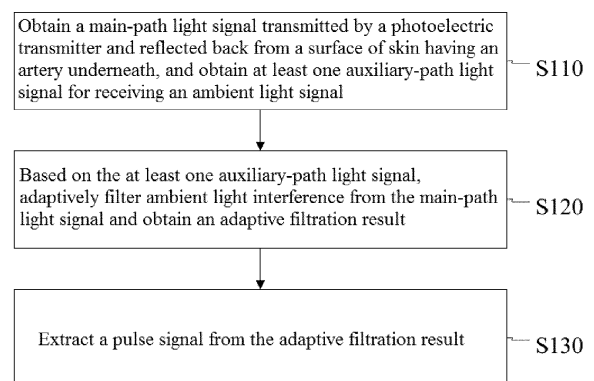 Obtain a main-path light signal transmitted by a photoelectric
transmitter and reflected back from a surface of skin having an
artery underneath, and obtain at least one auxiliary-path light
signal for receiving an ambient light signal
S110
Based on the at least one auxiliary-path light signal,
adaptively filter ambient light interference from the main-path
light signal and obtain an adaptive filtration result
S120
Extract a pulse signal from the adaptive filtration result
S130